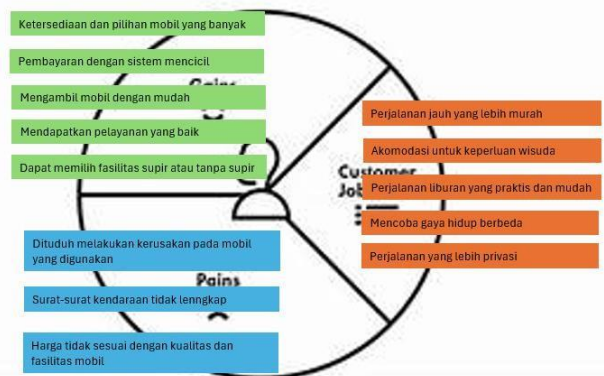 Ketersediaan dan pilihan mobil yang banyak
Pembayaran dengan sistem mencicil
Gains
Mengambil mobil dengan mudah
Mendapatkan pelayanan yang baik
Dapat memilih fasilitas supir atau tanpa supir
Perjalanan jauh yang lebih murah
Akomodasi untuk keperluan wisuda
Customer
Job
Perjalanan liburan yang praktis dan mudah
Mencoba gaya hidup berbeda
Perjalanan yang lebih privasi
Dituduh melakukan kerusakan pada mobil
yang digunakan
Pains
Surat-surat kendaraan tidak lenngkap
Harga tidak sesuai dengan kualitas dan
fasilitas mobil